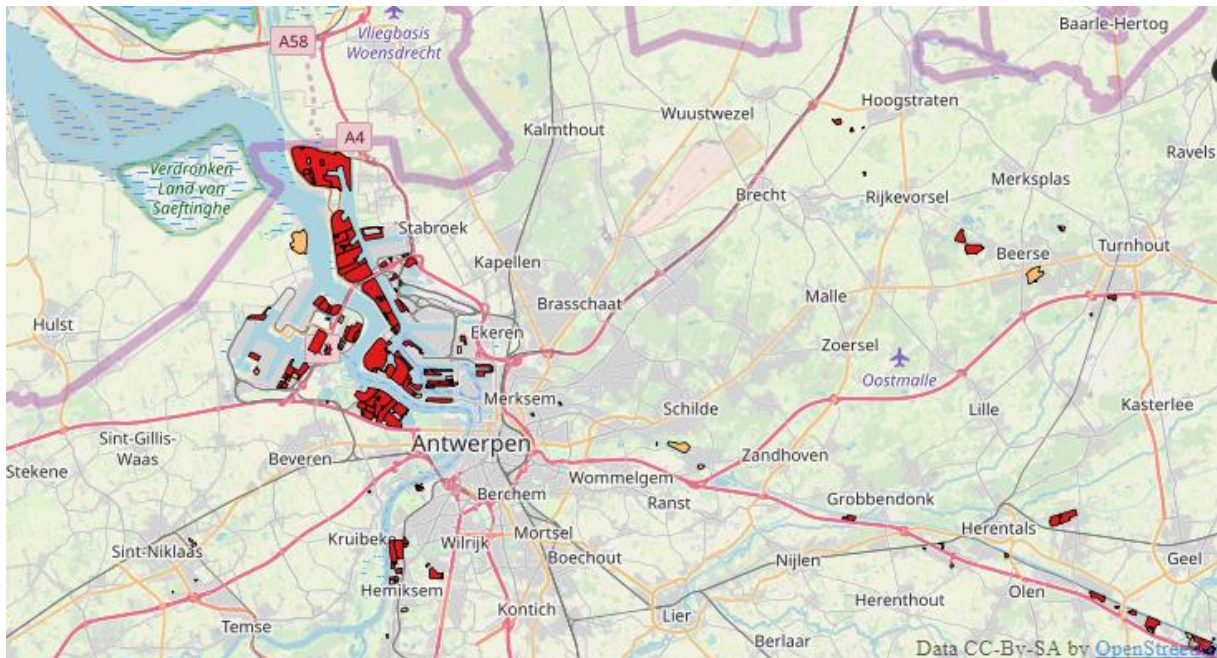 Baarle-Hertog
A58
Vliegbasis
Woensdrecht
Hoogstraten
Wuustwezel
Kalmthout
A4
Ravels
Verdronken
Land van
Saeftinghe
Merksplas
Brecht
Rijkevorsel
Stabroek
Turnhout
Beerse
Kapellen
Malle
Brasschaat
Hulst
Ekeren
Zoersel
Oostmalle
Merksem
Schilde
Lille
Kasterlee
Sint-Gillis-
Waas
Antwerpen
Beveren
Zandhoven
Stekene
Wommelgem
Berchem
Ranst
Grobbendonk
Herentals
Mortsel
Kruibeke
Wilrijk
Sint-Niklaas
Boechout
Nijlen
Geel
Hemiksem
Olen
Herenthout
Kontich
Lier
Temse
Berlaar
Data CC-By-SA by